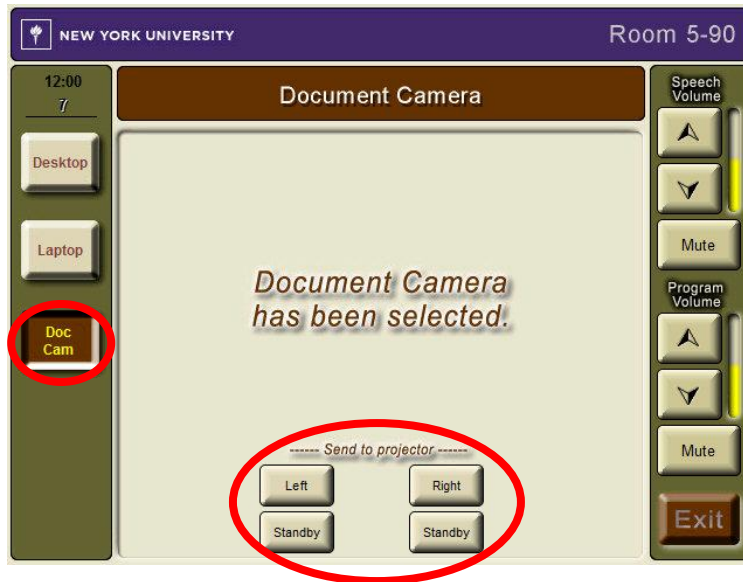 NEW YORK UNIVERSITY
Room 5-90
12:00
7
Desktop
Laptop
Doc
Cam
Document Camera
Document Camera
has been selected.
------ Send to projector ------
Left
Right
Standby
Standby
Speech
Volume
Mute
Program
Volume
Mute
Exit